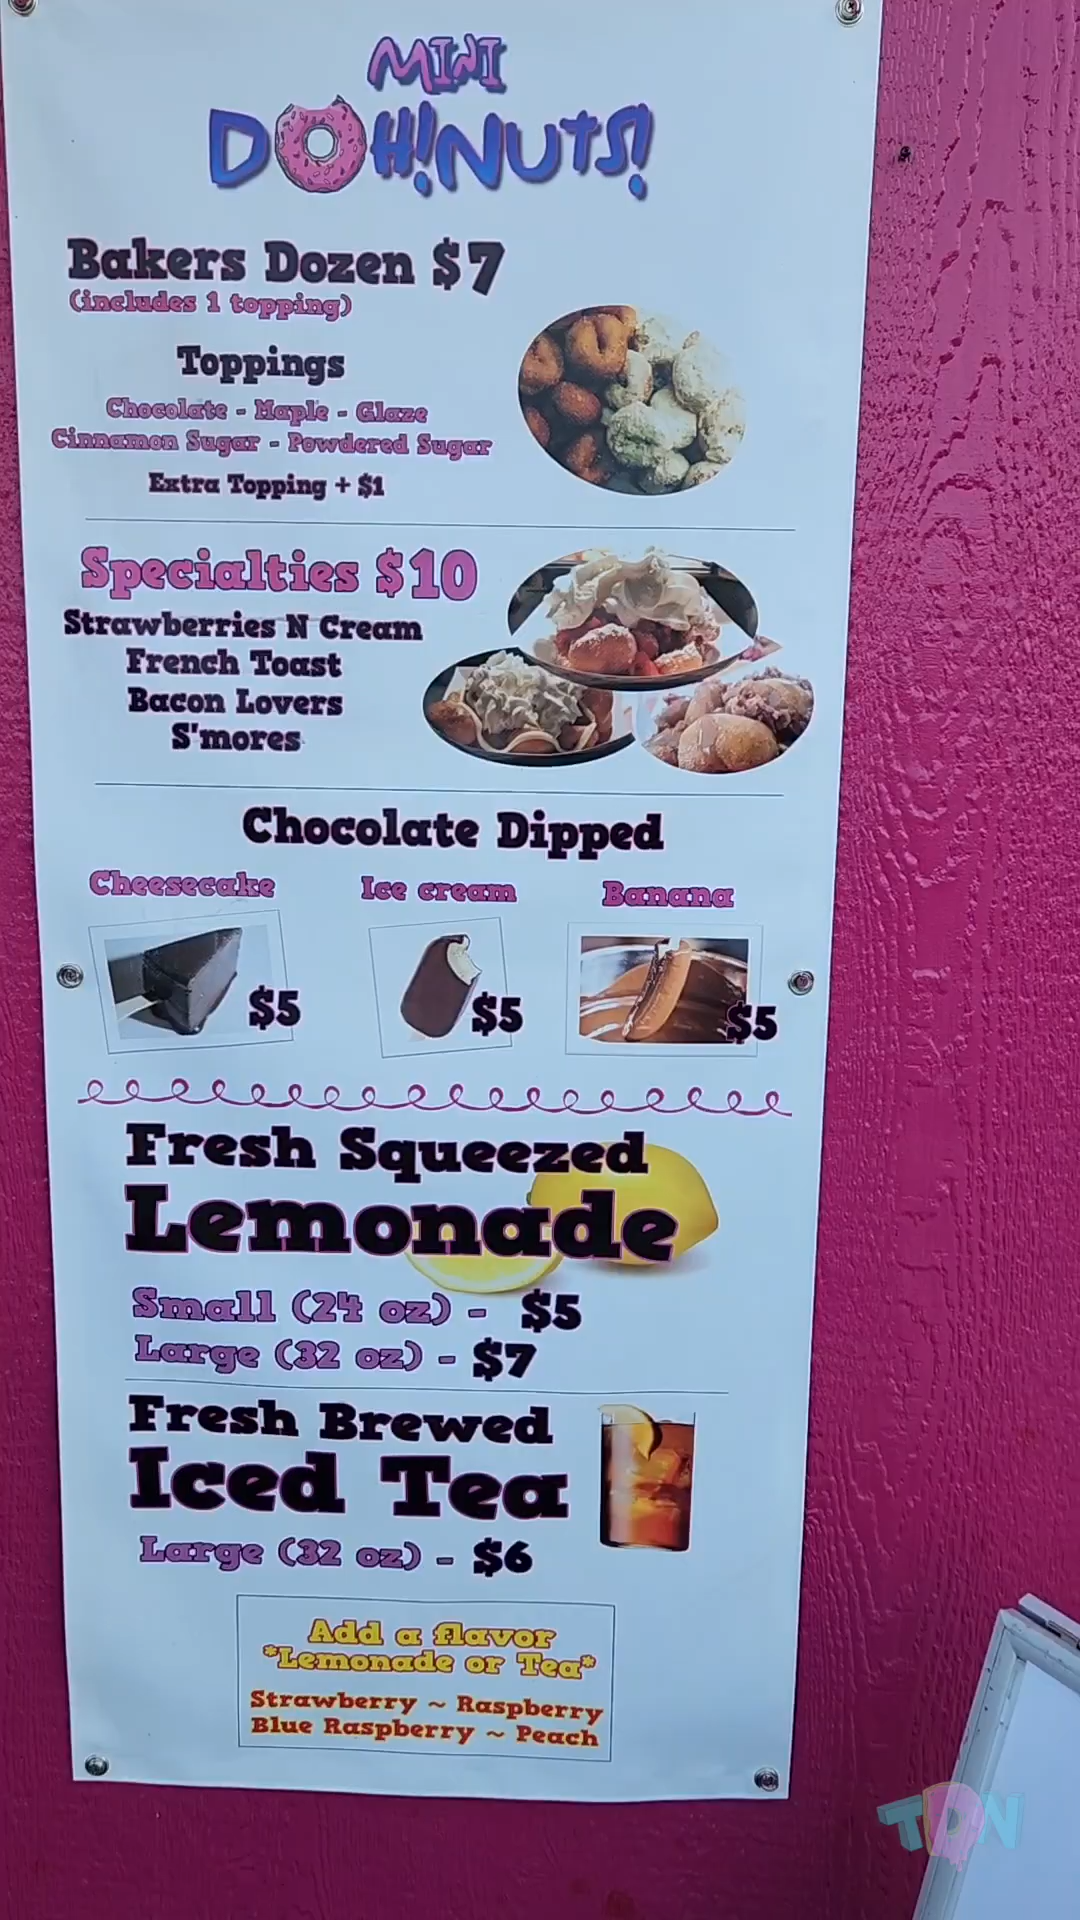 MINI
DOH!NUTS!
Bakers Dozen $7
(includes 1 topping)
Toppings
Chocolate - Maple - Glaze
Cinnamon Sugar - Powdered Sugar
Extra Topping + $1
Specialties $10
Strawberries N Cream
French Toast
Bacon Lovers
S'mores
Chocolate Dipped
Cheesecake Ice cream Banana
$5 $5 $5
Fresh Squeezed
Lemonade
Small (24 oz) - $5
Large (32 oz) - $7
Fresh Brewed
Iced Tea
Large (32 oz) - $6
Add a flavor
*Lemonade or Tea*
Strawberry ~ Raspberry
Blue Raspberry ~ Peach
TDN